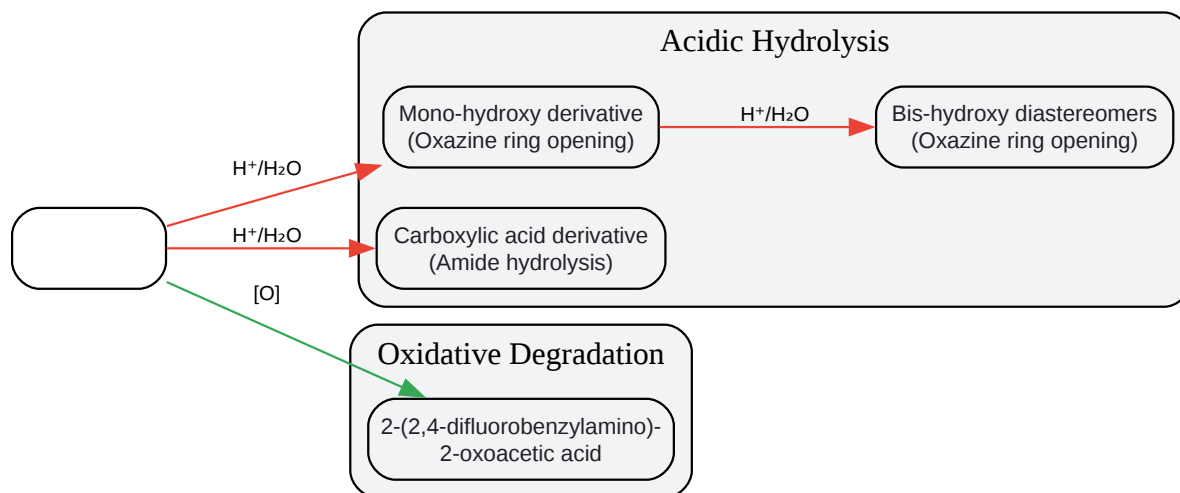 Acidic Hydrolysis
Mono-hydroxy derivative
(Oxazine ring opening)
H⁺/H₂O
Bis-hydroxy diastereomers
(Oxazine ring opening)
H⁺/H₂O
H⁺/H₂O
Carboxylic acid derivative
(Amide hydrolysis)
[O]
Oxidative Degradation
2-(2,4-difluorobenzylamino)-
2-oxoacetic acid